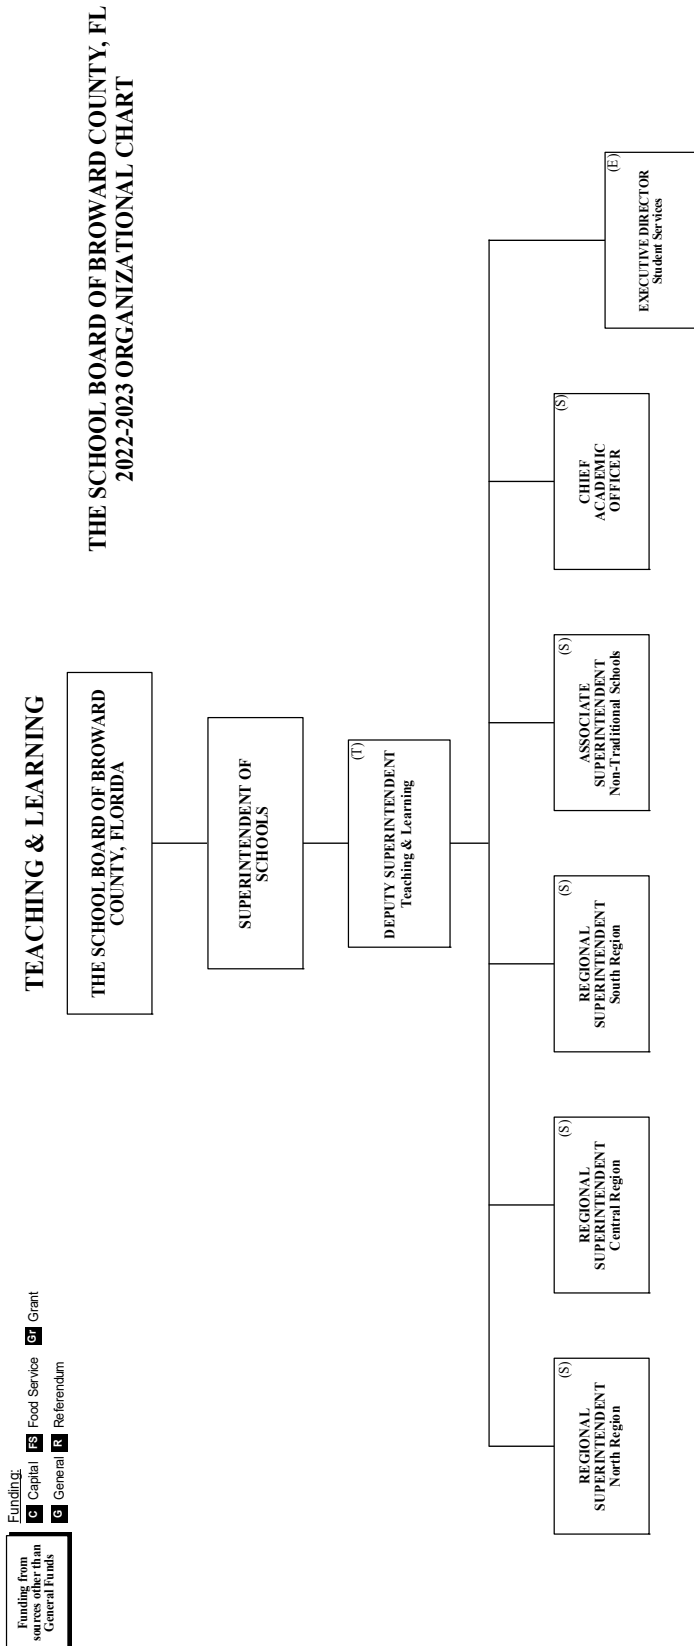 Funding from
sources other than
General Funds
Funding:
C Capital FS Food Service Gr Grant
G General R Referendum
TEACHING & LEARNING
THE SCHOOL BOARD OF BROWARD COUNTY, FL
2022-2023 ORGANIZATIONAL CHART
THE SCHOOL BOARD OF BROWARD
COUNTY, FLORIDA
SUPERINTENDENT OF
SCHOOLS
(T)
DEPUTY SUPERINTENDENT
Teaching & Learning
(S)
REGIONAL
SUPERINTENDENT
North Region
(S)
REGIONAL
SUPERINTENDENT
Central Region
(S)
REGIONAL
SUPERINTENDENT
South Region
(S)
ASSOCIATE
SUPERINTENDENT
Non-Traditional Schools
(S)
CHIEF
ACADEMIC
OFFICER
(E)
EXECUTIVE DIRECTOR
Student Services